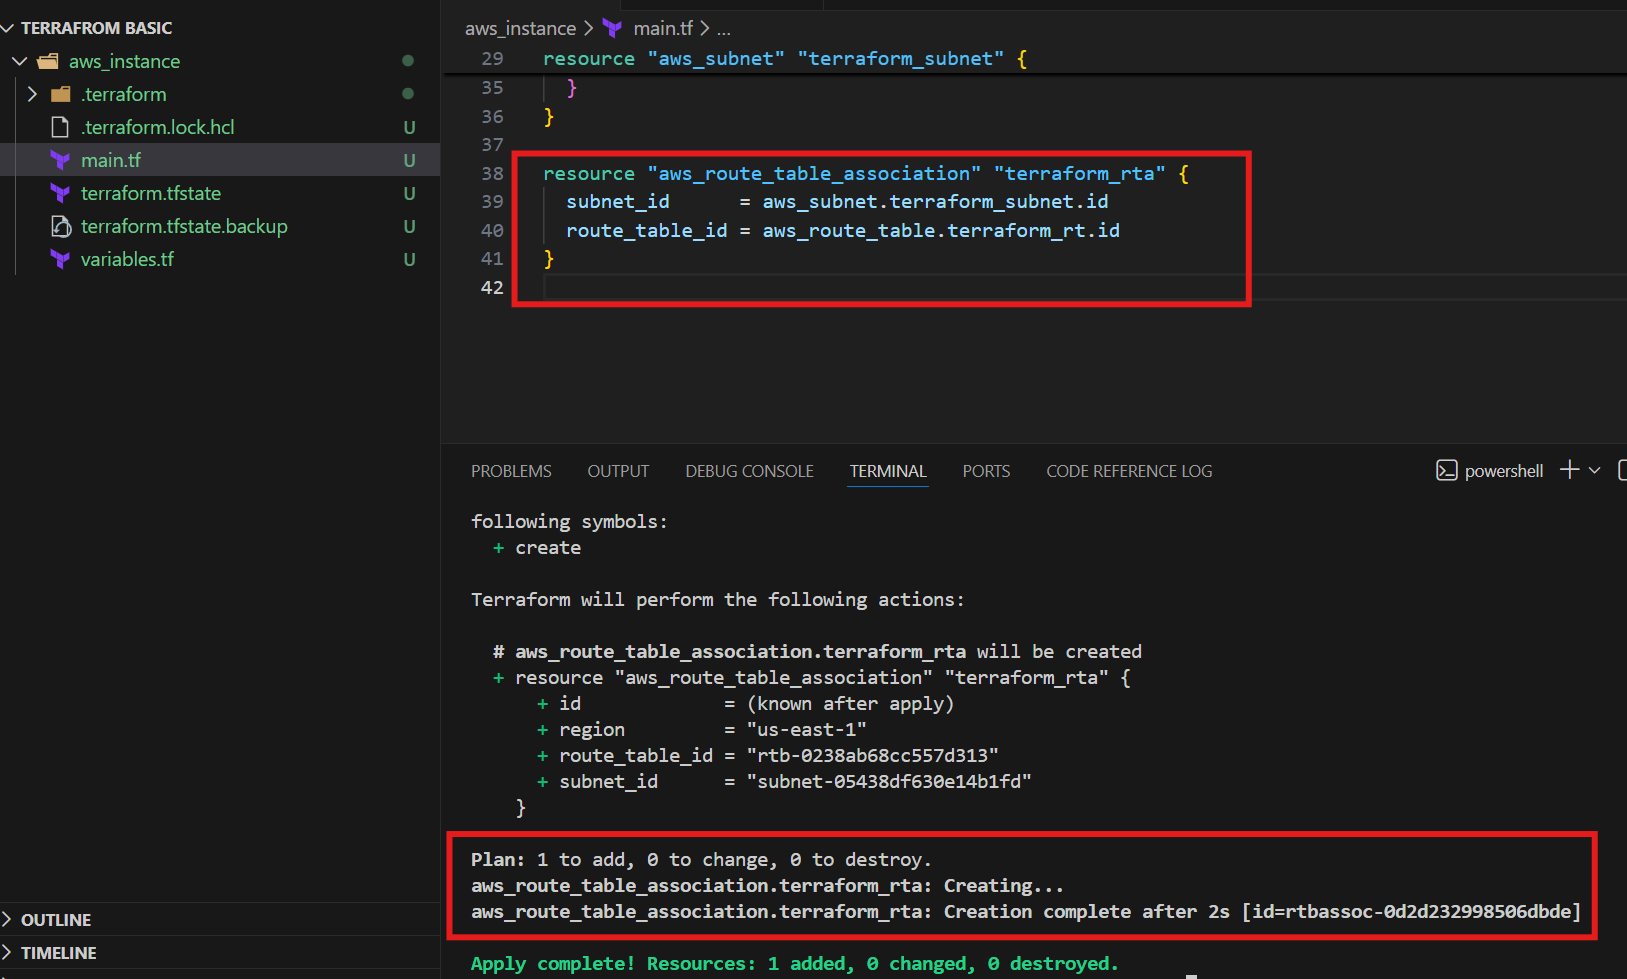 TERRAFROM BASIC
aws_instance
.terraform
.terraform.lock.hcl U
main.tf U
terraform.tfstate U
terraform.tfstate.backup U
variables.tf U
OUTLINE
TIMELINE
aws_instance > main.tf > ...
29 resource "aws_subnet" "terraform_subnet" {
35 }
36 }
37
38 resource "aws_route_table_association" "terraform_rta" {
39 subnet_id = aws_subnet.terraform_subnet.id
40 route_table_id = aws_route_table.terraform_rt.id
41 }
42
PROBLEMS OUTPUT DEBUG CONSOLE TERMINAL PORTS CODE REFERENCE LOG powershell
following symbols:
+ create
Terraform will perform the following actions:
# aws_route_table_association.terraform_rta will be created
+ resource "aws_route_table_association" "terraform_rta" {
+ id = (known after apply)
+ region = "us-east-1"
+ route_table_id = "rtb-0238ab68cc557d313"
+ subnet_id = "subnet-05438df630e14b1fd"
}
Plan: 1 to add, 0 to change, 0 to destroy.
aws_route_table_association.terraform_rta: Creating...
aws_route_table_association.terraform_rta: Creation complete after 2s [id=rtbassoc-0d2d232998506dbde]
Apply complete! Resources: 1 added, 0 changed, 0 destroyed.